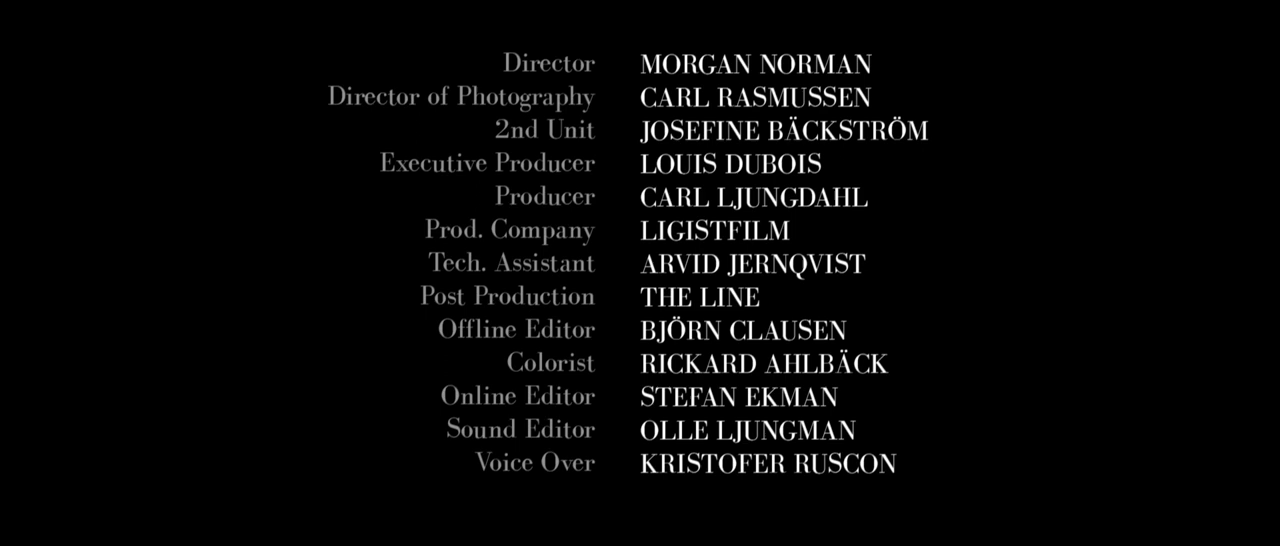 Director MORGAN NORMAN
Director of Photography CARL RASMUSSEN
2nd Unit JOSEFINE BÄCKSTRÖM
Executive Producer LOUIS DUBOIS
Producer CARL LJUNGDAHL
Prod. Company LIGISTFILM
Tech. Assistant ARVID JERNQVIST
Post Production THE LINE
Offline Editor BJÖRN CLAUSEN
Colorist RICKARD AHLBÄCK
Online Editor STEFAN EKMAN
Sound Editor OLLE LJUNGMAN
Voice Over KRISTOFER RUSCON